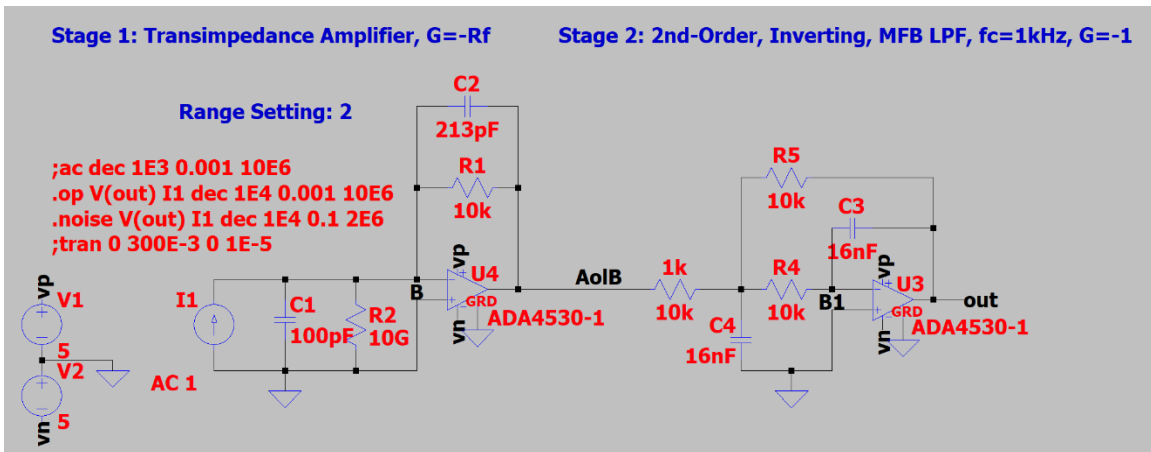 Stage 1: Transimpedance Amplifier, G=-Rf
Stage 2: 2nd-Order, Inverting, MFB LPF, fc=1kHz, G=-1
Range Setting: 2
;ac dec 1E3 0.001 10E6
.op V(out) I1 dec 1E4 0.001 10E6
.noise V(out) I1 dec 1E4 0.1 2E6
;tran 0 300E-3 0 1E-5
C2
213pF
R1
10k
vp
U4
B
GRD
vn
ADA4530-1
I1
AC 1
C1
100pF
R2
10G
vp
V1
5
V2
5
vn
AolB
1k
10k
C4
16nF
R5
10k
R4
10k
C3
16nF
B1
vp
U3
GRD
vn
ADA4530-1
out